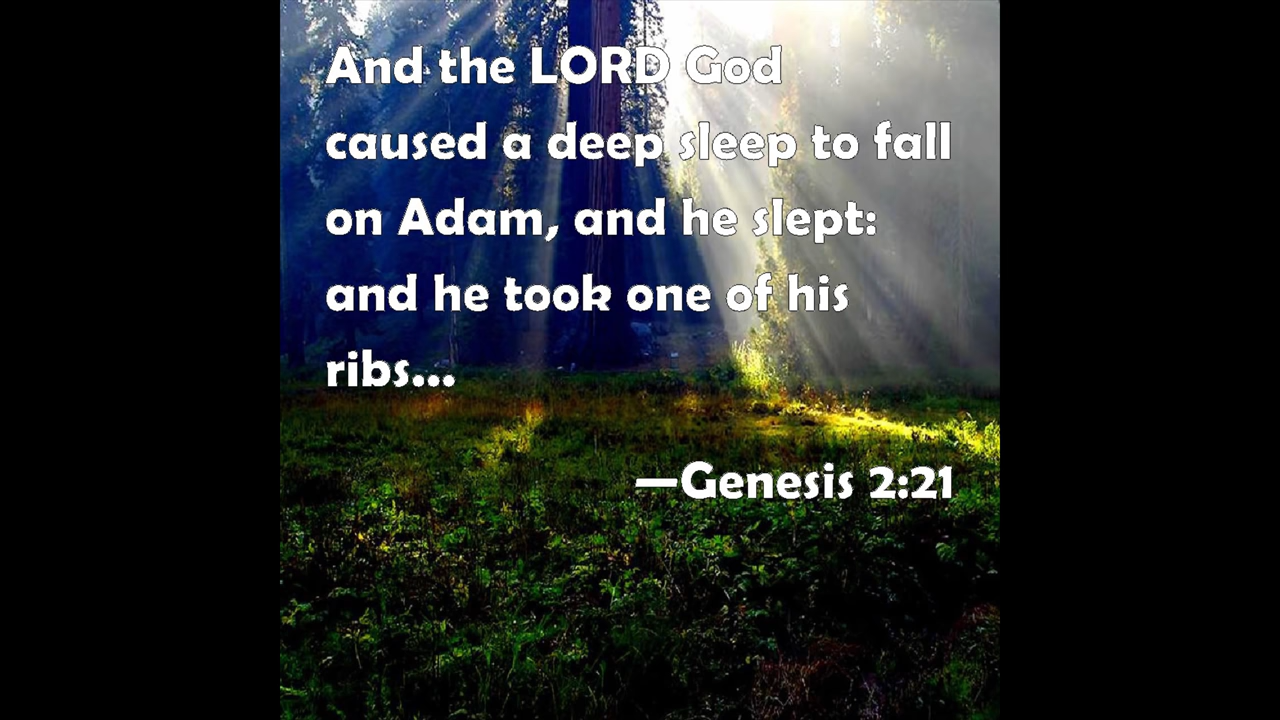 And the LORD God
caused a deep sleep to fall
on Adam, and he slept:
and he took one of his
ribs...
—Genesis 2:21